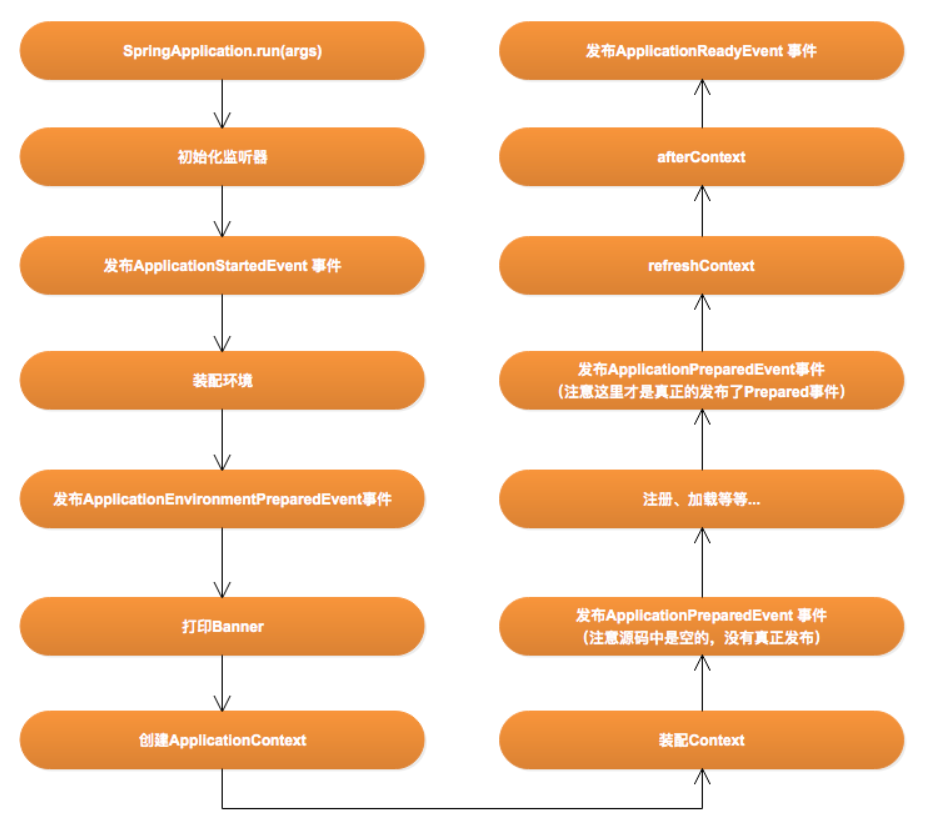 SpringApplication.run(args)
初始化监听器
发布ApplicationStartedEvent 事件
装配环境
发布ApplicationEnvironmentPreparedEvent事件
打印Banner
创建ApplicationContext
装配Context
发布ApplicationPreparedEvent 事件
（注意源码中是空的，没有真正发布）
注册、加载等等...
发布ApplicationPreparedEvent事件
（注意这里才是真正的发布了Prepared事件）
refreshContext
afterContext
发布ApplicationReadyEvent 事件